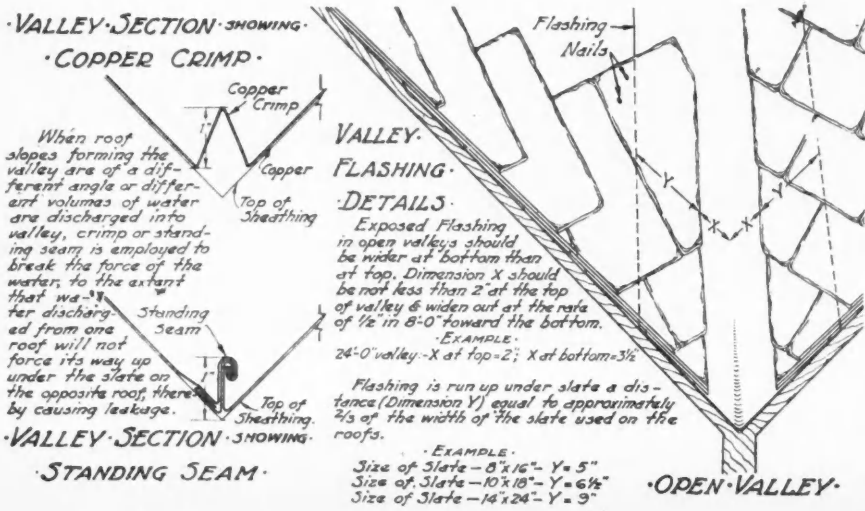 ·VALLEY·SECTION·SHOWING·
·COPPER CRIMP·
Copper
Crimp
1"
Copper
Top of
Sheathing
When roof
slopes forming the
valley are of a dif-
ferent angle or differ-
ent volumes of water
are discharged into
valley, crimp or stand-
ing seam is employed to
break the force of the
water, to the extent
that wa-
ter discharg-
ed from one
roof will not
force its way up
under the slate on
the opposite roof, there-
by causing leakage.
Standing
Seam
1"
Top of
Sheathing.
·VALLEY·SECTION·SHOWING·
·STANDING SEAM·
Flashing
Nails
VALLEY·
FLASHING·
·DETAILS·
Exposed Flashing
in open valleys should
be wider at bottom than
at top. Dimension X should
be not less than 2" at the top
of valley & widen out at the rate
of ½" in 8'-0" toward the bottom.
·EXAMPLE·
24'-0" valley:-X at top=2"; X at bottom=3½"
Flashing is run up under slate a dis-
tance (Dimension Y) equal to approximately
⅔ of the width of the slate used on the
roofs.
·EXAMPLE·
Size of Slate-8"x16"-Y=5"
Size of Slate-10"x18"-Y=6½"
Size of Slate-14"x24"-Y=9"
Y X X Y
·OPEN·VALLEY·